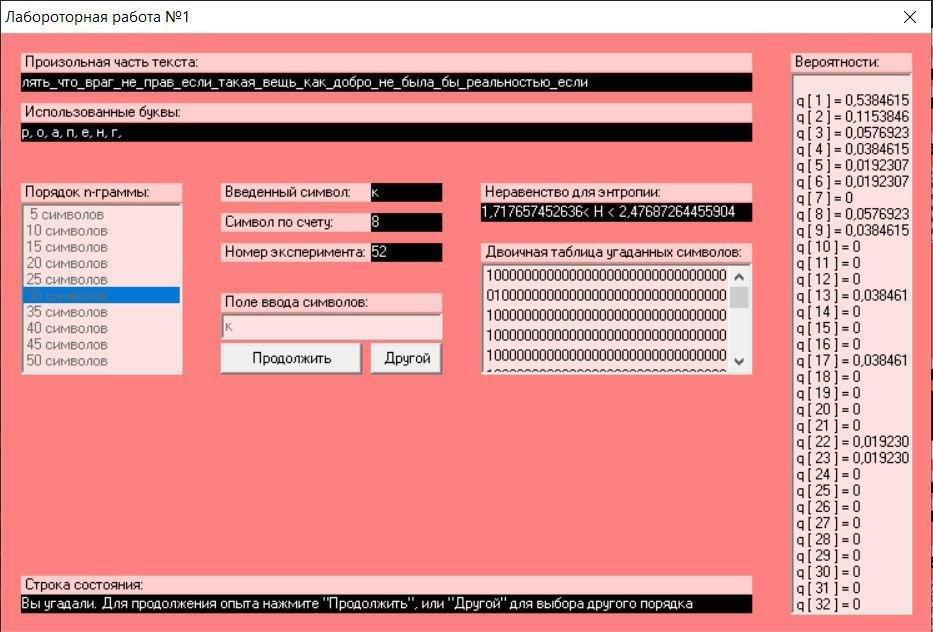 Лабороторная работа №1
Произольная часть текста:
лять_что_враг_не_прав_если_такая_вещь_как_добро_не_была_бы_реальностью_если
Использованные буквы:
р, о, а, п, е, н, г,
Порядок n-граммы:
5 символов
10 символов
15 символов
20 символов
25 символов
30 символов
35 символов
40 символов
45 символов
50 символов
Введенный символ: к
Символ по счету: 8
Номер эксперимента: 52
Поле ввода символов:
к
Продолжить
Другой
Неравенство для энтропии:
1,717657452636< H < 2,47687264455904
Двоичная таблица угаданных символов:
10000000000000000000000000000000
01000000000000000000000000000000
10000000000000000000000000000000
10000000000000000000000000000000
10000000000000000000000000000000
Вероятности:
q [ 1 ] = 0,5384615
q [ 2 ] = 0,1153846
q [ 3 ] = 0,0576923
q [ 4 ] = 0,0384615
q [ 5 ] = 0,0192307
q [ 6 ] = 0,0192307
q [ 7 ] = 0
q [ 8 ] = 0,0576923
q [ 9 ] = 0,0384615
q [ 10 ] = 0
q [ 11 ] = 0
q [ 12 ] = 0
q [ 13 ] = 0,038461
q [ 14 ] = 0
q [ 15 ] = 0
q [ 16 ] = 0
q [ 17 ] = 0,038461
q [ 18 ] = 0
q [ 19 ] = 0
q [ 20 ] = 0
q [ 21 ] = 0
q [ 22 ] = 0,019230
q [ 23 ] = 0,019230
q [ 24 ] = 0
q [ 25 ] = 0
q [ 26 ] = 0
q [ 27 ] = 0
q [ 28 ] = 0
q [ 29 ] = 0
q [ 30 ] = 0
q [ 31 ] = 0
q [ 32 ] = 0
Строка состояния:
Вы угадали. Для продолжения опыта нажмите "Продолжить", или "Другой" для выбора другого порядка